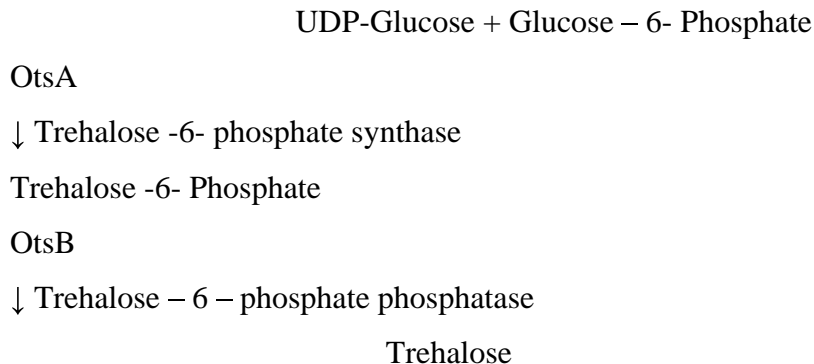 UDP-Glucose + Glucose – 6- Phosphate
OtsA
↓ Trehalose -6- phosphate synthase
Trehalose -6- Phosphate
OtsB
↓ Trehalose – 6 – phosphate phosphatase
Trehalose